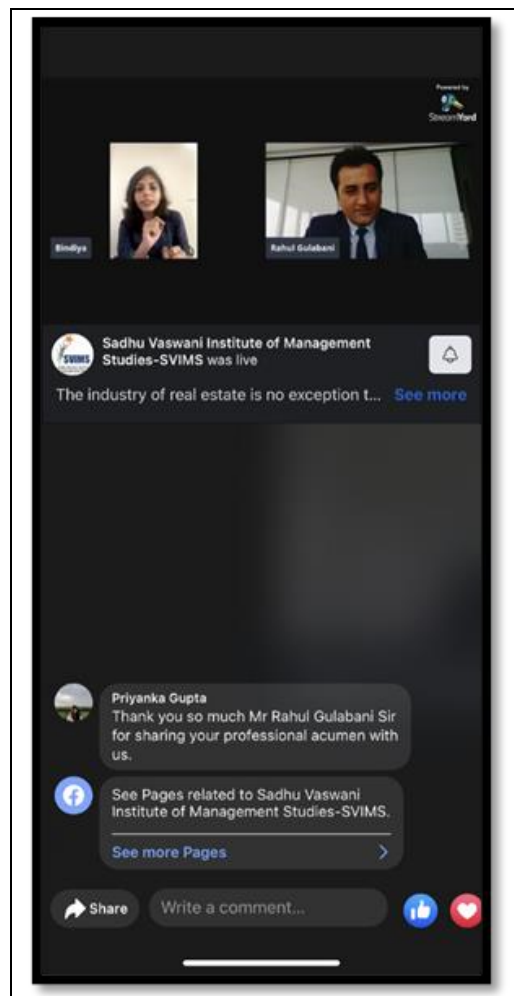 Powered by
StreamYard
Bindiya
Rahul Gulabani
SVIMS
Sadhu Vaswani Institute of Management
Studies-SVIMS was live
The industry of real estate is no exception t... See more
Priyanka Gupta
Thank you so much Mr Rahul Gulabani Sir
for sharing your professional acumen with
us.
See Pages related to Sadhu Vaswani
Institute of Management Studies-SVIMS.
See more Pages
Share
Write a comment...